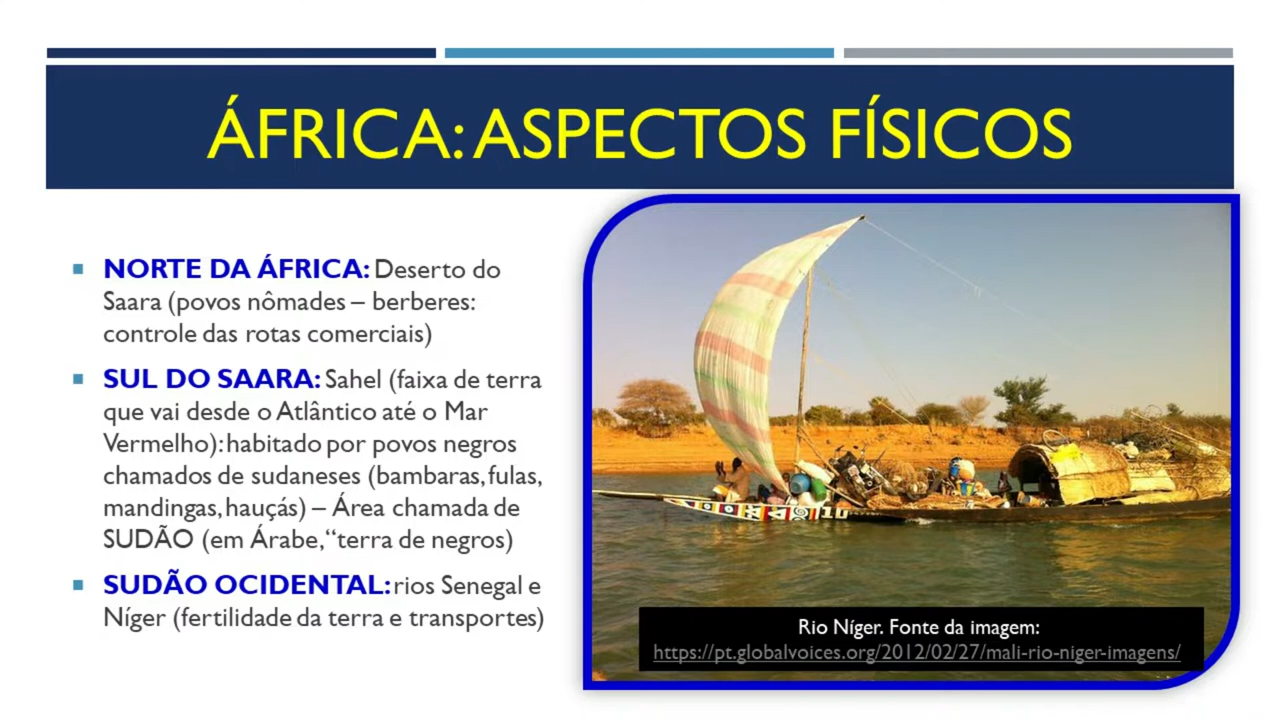 ÁFRICA: ASPECTOS FÍSICOS
NORTE DA ÁFRICA: Deserto do
Saara (povos nômades – berberes:
controle das rotas comerciais)
SUL DO SAARA: Sahel (faixa de terra
que vai desde o Atlântico até o Mar
Vermelho): habitado por povos negros
chamados de sudaneses (bambaras, fulas,
mandingas, hauçás) – Área chamada de
SUDÃO (em Árabe, “terra de negros)
SUDÃO OCIDENTAL: rios Senegal e
Níger (fertilidade da terra e transportes)
Rio Níger. Fonte da imagem:
https://pt.globalvoices.org/2012/02/27/mali-rio-niger-imagens/